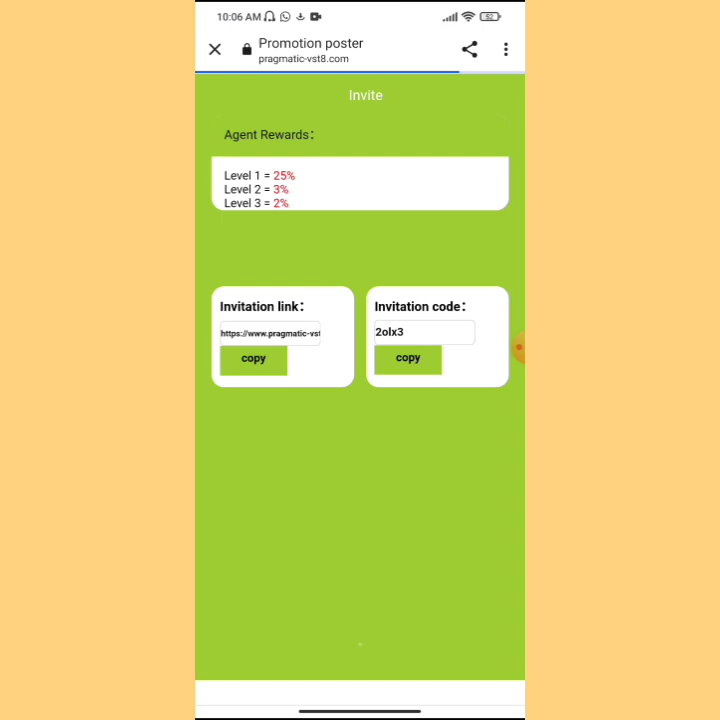 10:06 AM
52
Promotion poster
pragmatic-vst8.com
Invite
Agent Rewards：
Level 1 = 25%
Level 2 = 3%
Level 3 = 2%
Invitation link：
https://www.pragmatic-vst
copy
Invitation code：
2olx3
copy